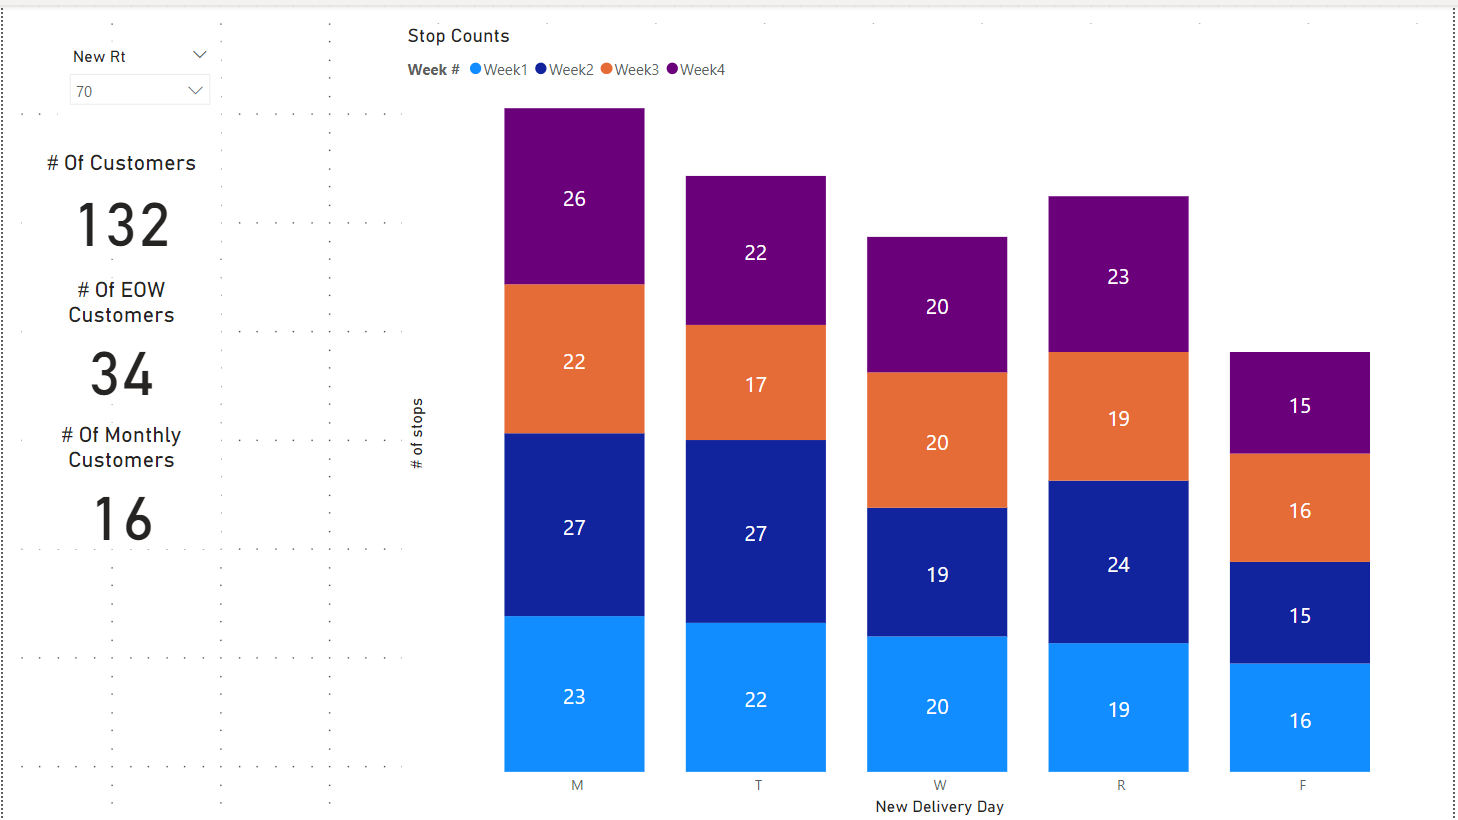 New Rt
70
# Of Customers
132
# Of EOW
Customers
34
# Of Monthly
Customers
16
Stop Counts
Week # Week1 Week2 Week3 Week4
# of stops
26 22 20 23 15
22 17 20 19 16
27 27 19 24 15
23 22 20 19 16
M T W R F
New Delivery Day